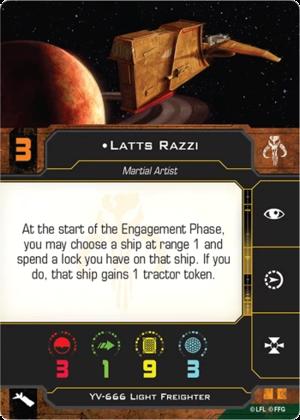 •Latts Razzi
3
Martial Artist
At the start of the Engagement Phase,
you may choose a ship at range 1 and
spend a lock you have on that ship. If you
do, that ship gains 1 tractor token.
3 1 9 3
YV-666 Light Freighter
©LFL ©FFG